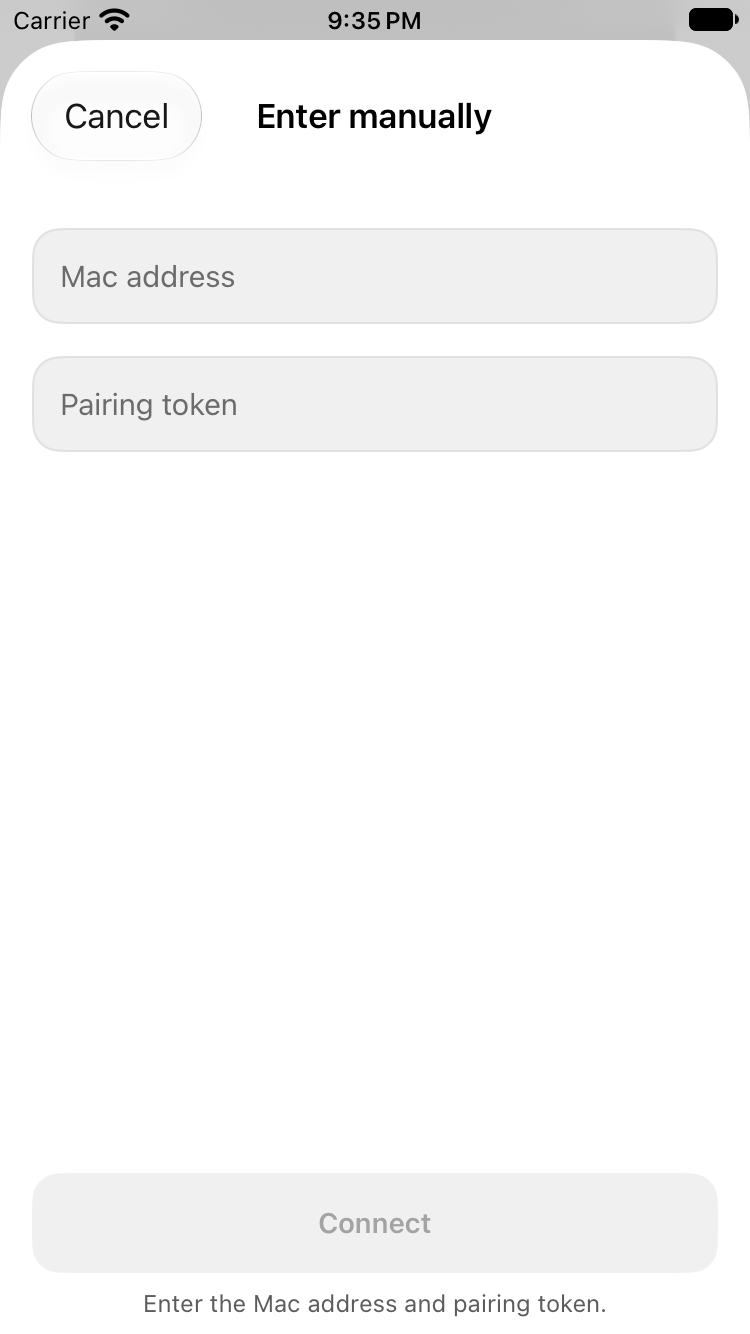 Carrier
9:35 PM
Cancel
Enter manually
Mac address
Pairing token
Connect
Enter the Mac address and pairing token.